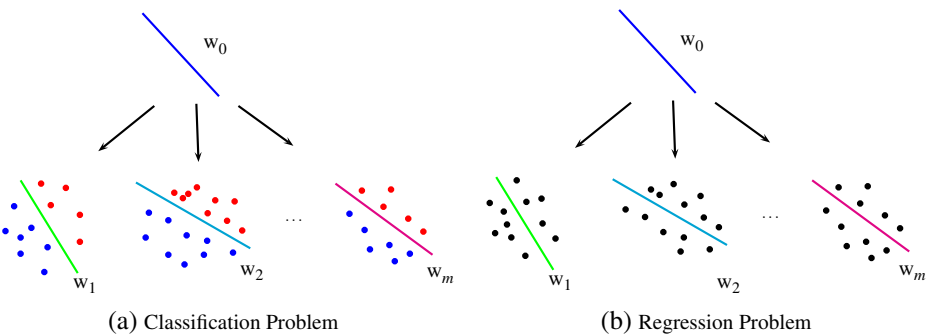 w₀
w₀
...
...
w₁
w₂
wₘ
w₁
w₂
wₘ
(a) Classification Problem
(b) Regression Problem